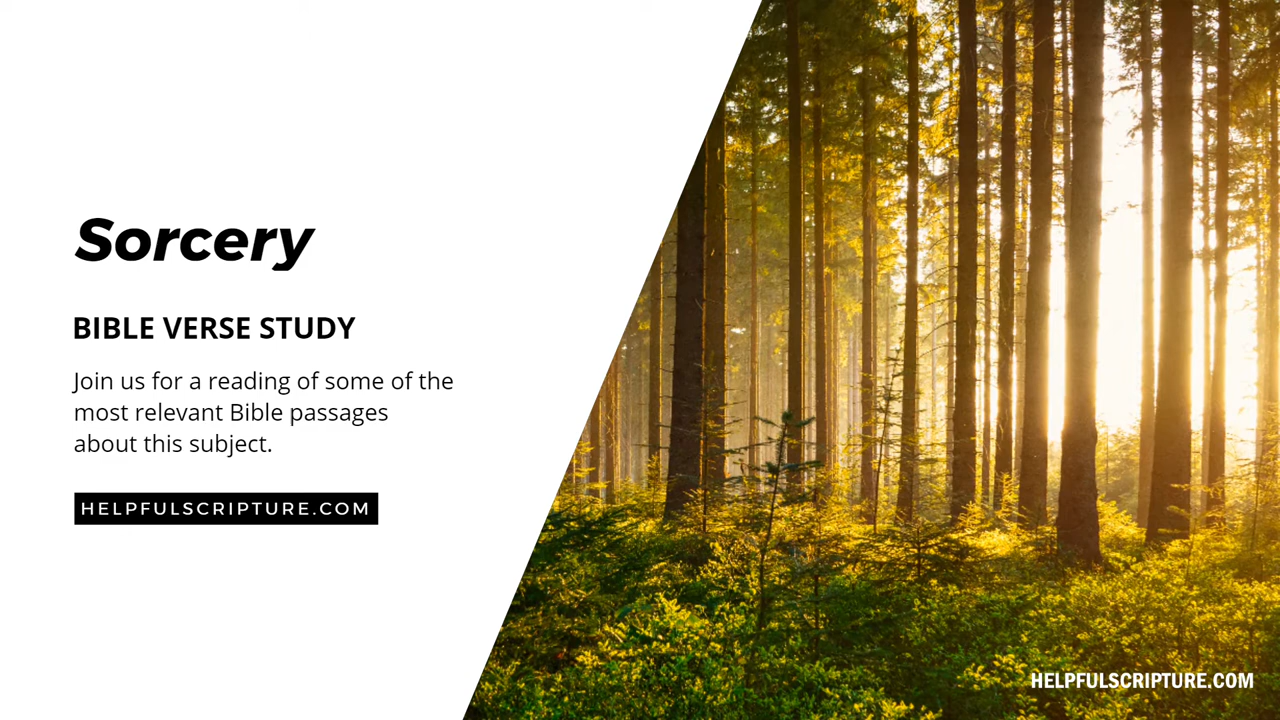 Sorcery
BIBLE VERSE STUDY
Join us for a reading of some of the
most relevant Bible passages
about this subject.
HELPFULSCRIPTURE.COM
HELPFULSCRIPTURE.COM